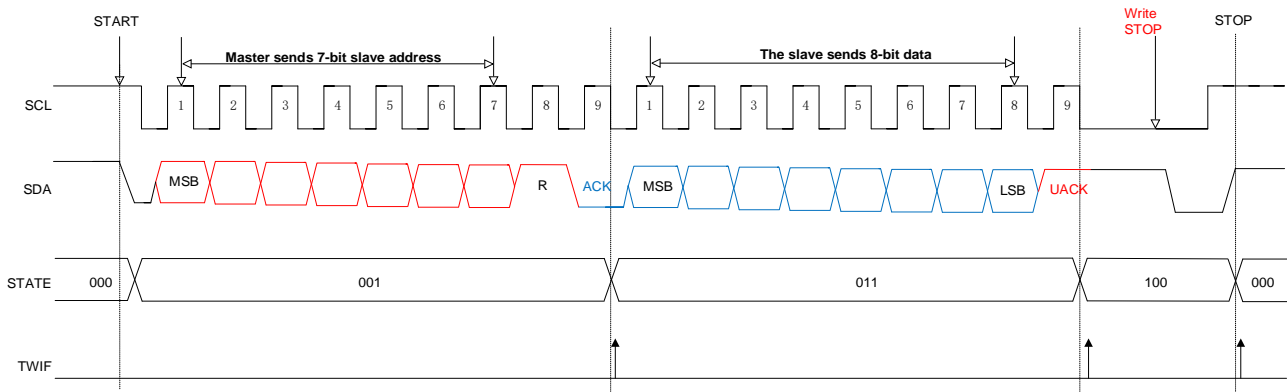 START
Write
STOP
STOP
Master sends 7-bit slave address
The slave sends 8-bit data
SCL
1 2 3 4 5 6 7 8 9 1 2 3 4 5 6 7 8 9
SDA
MSB R ACK MSB LSB UACK
STATE
000 001 011 100 000
TWIF